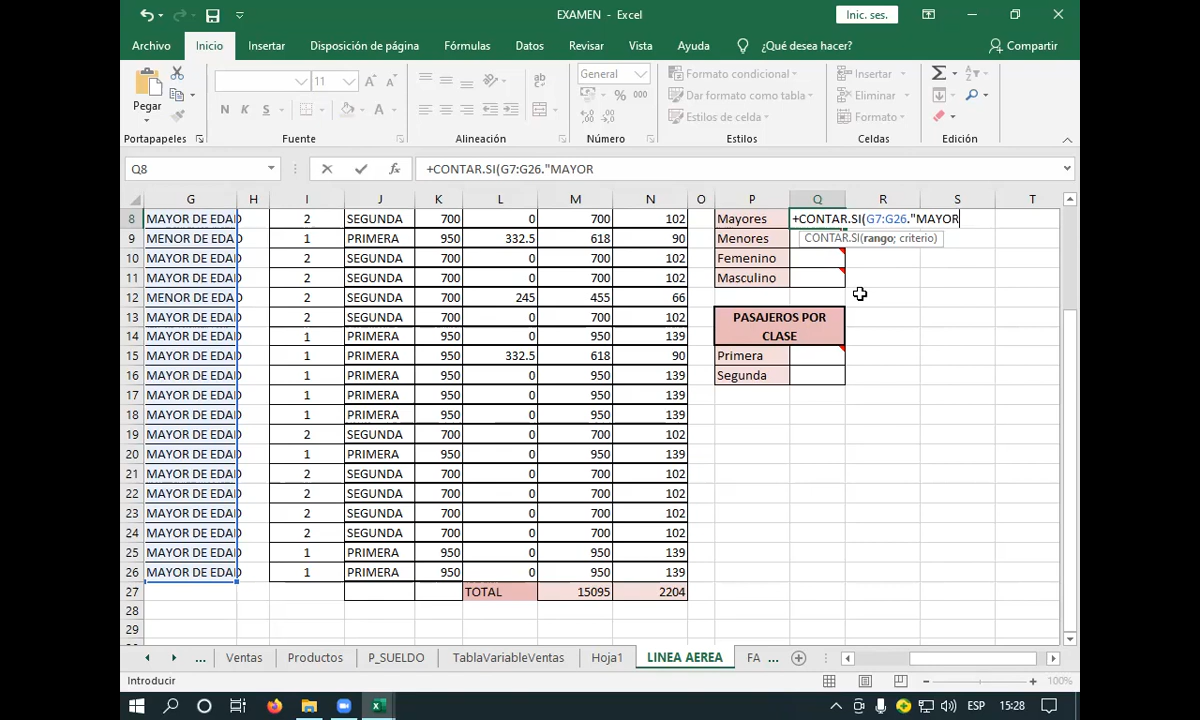 EXAMEN - Excel
Inic. ses.
Archivo Inicio Insertar Disposición de página Fórmulas Datos Revisar Vista Ayuda ¿Qué desea hacer? Compartir
Pegar
11
N K S
General
Formato condicional
Dar formato como tabla
Estilos de celda
Insertar
Eliminar
Formato
Portapapeles Fuente Alineación Número Estilos Celdas Edición
Q8 +CONTAR.SI(G7:G26."MAYOR
G H I J K L M N O P Q R S T
8 MAYOR DE EDAD 2 SEGUNDA 700 0 700 102 Mayores +CONTAR.SI(G7:G26."MAYOR
9 MENOR DE EDAD 1 PRIMERA 950 332.5 618 90 Menores CONTAR.SI(rango; criterio)
10 MAYOR DE EDAD 2 SEGUNDA 700 0 700 102 Femenino
11 MAYOR DE EDAD 2 SEGUNDA 700 0 700 102 Masculino
12 MENOR DE EDAD 2 SEGUNDA 700 245 455 66
13 MAYOR DE EDAD 2 SEGUNDA 700 0 700 102 PASAJEROS POR
14 MAYOR DE EDAD 1 PRIMERA 950 0 950 139 CLASE
15 MAYOR DE EDAD 1 PRIMERA 950 332.5 618 90 Primera
16 MAYOR DE EDAD 1 PRIMERA 950 0 950 139 Segunda
17 MAYOR DE EDAD 1 PRIMERA 950 0 950 139
18 MAYOR DE EDAD 1 PRIMERA 950 0 950 139
19 MAYOR DE EDAD 2 SEGUNDA 700 0 700 102
20 MAYOR DE EDAD 1 PRIMERA 950 0 950 139
21 MAYOR DE EDAD 2 SEGUNDA 700 0 700 102
22 MAYOR DE EDAD 2 SEGUNDA 700 0 700 102
23 MAYOR DE EDAD 2 SEGUNDA 700 0 700 102
24 MAYOR DE EDAD 2 SEGUNDA 700 0 700 102
25 MAYOR DE EDAD 1 PRIMERA 950 0 950 139
26 MAYOR DE EDAD 1 PRIMERA 950 0 950 139
27 TOTAL 15095 2204
28
29
... Ventas Productos P_SUELDO TablaVariableVentas Hoja1 LINEA AEREA FA ...
Introducir 100%
ESP 15:28